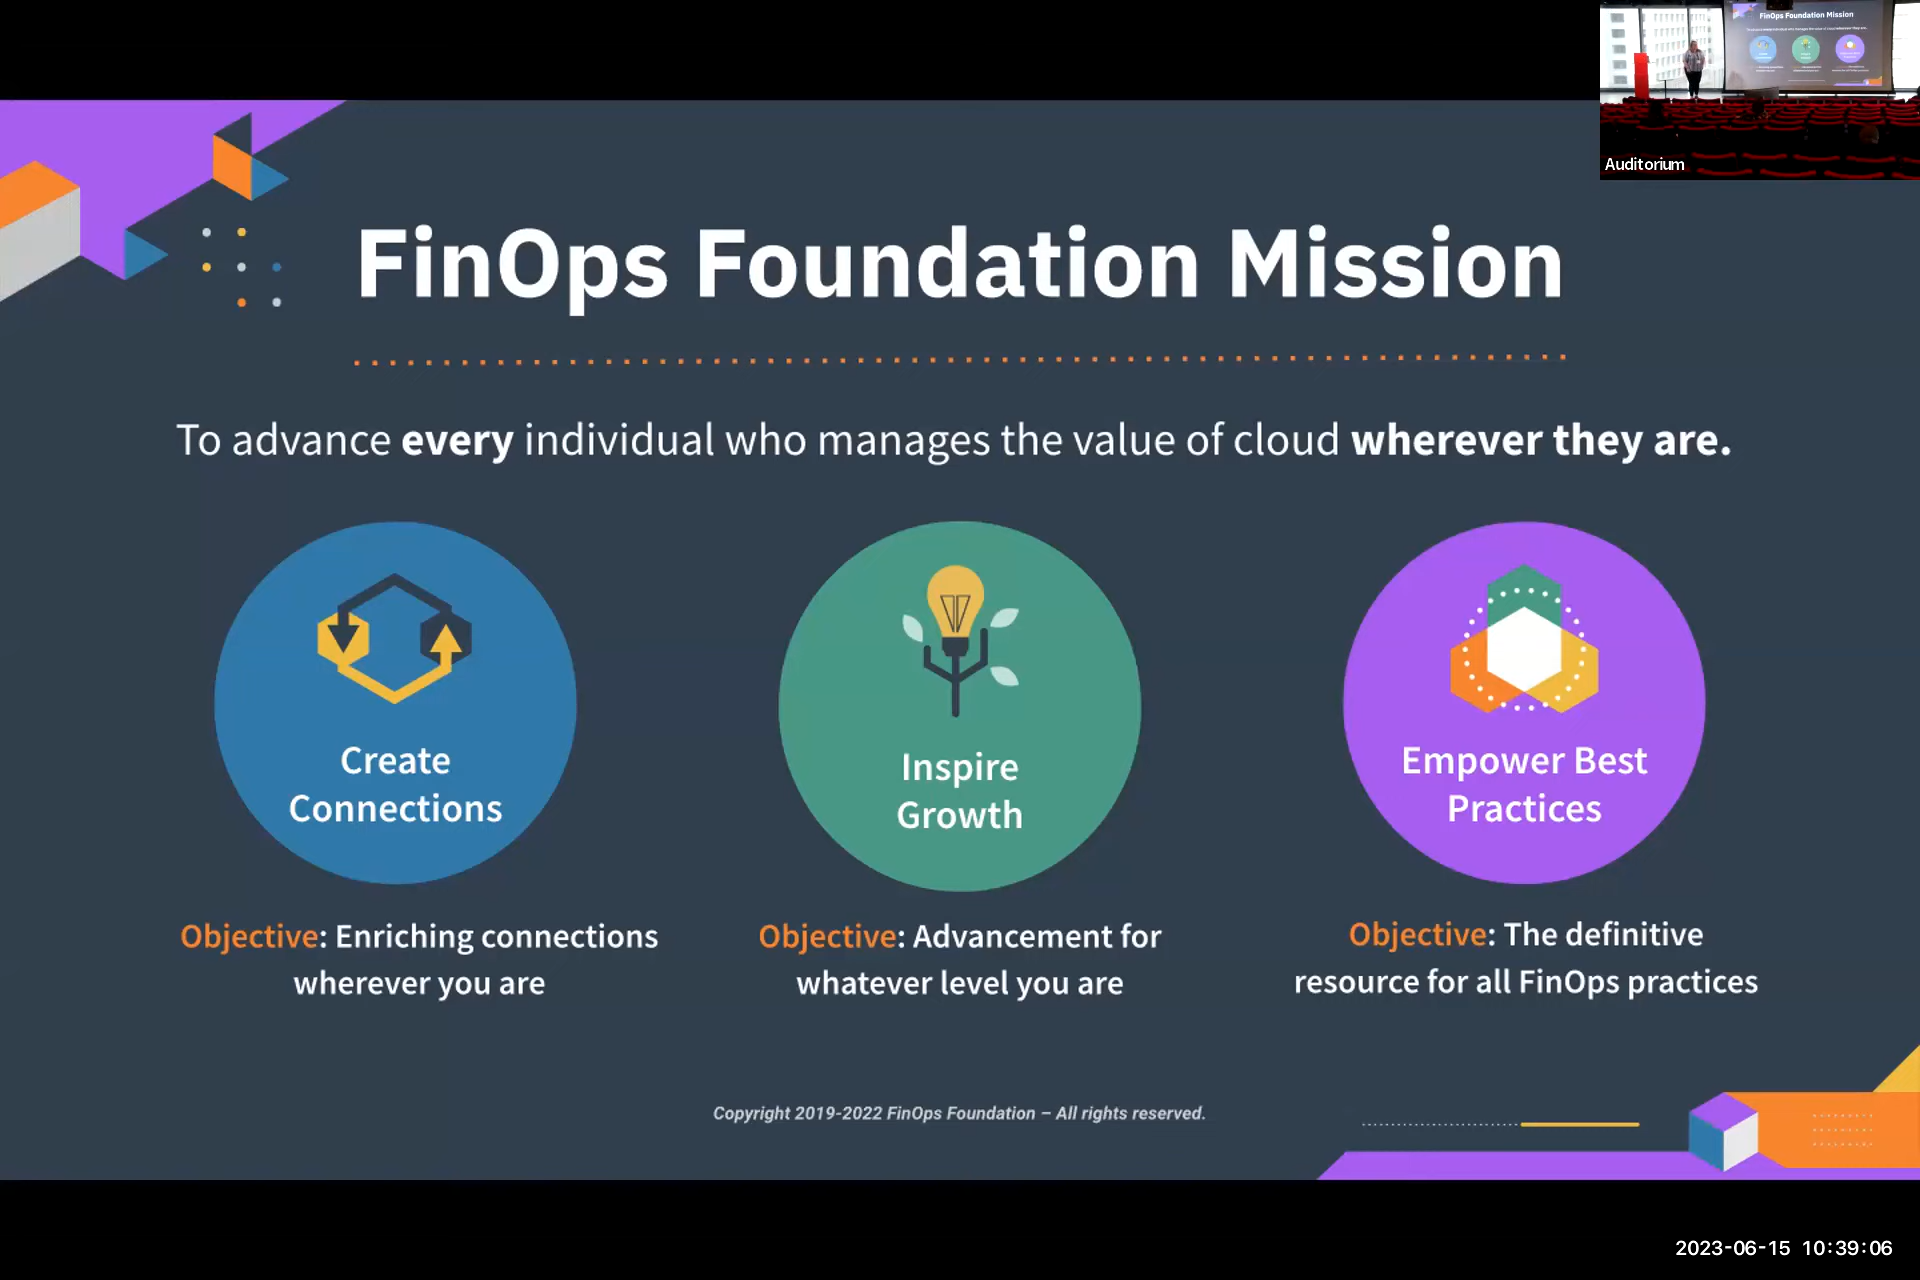 FinOps Foundation Mission
Auditorium
FinOps Foundation Mission
To advance every individual who manages the value of cloud wherever they are.
Create
Connections
Inspire
Growth
Empower Best
Practices
Objective: Enriching connections
wherever you are
Objective: Advancement for
whatever level you are
Objective: The definitive
resource for all FinOps practices
Copyright 2019-2022 FinOps Foundation – All rights reserved.
2023-06-15 10:39:06